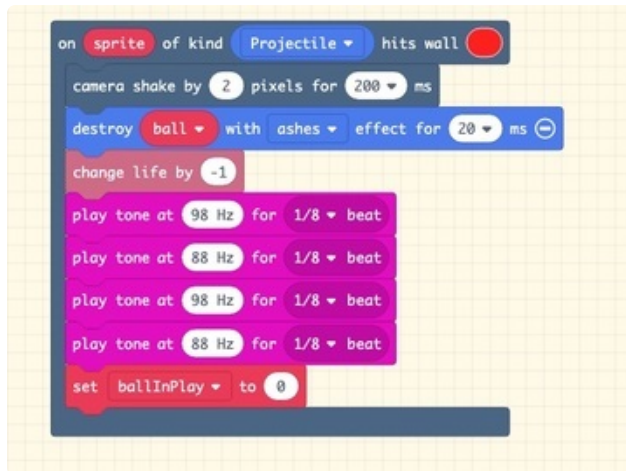 on sprite of kind Projectile hits wall
camera shake by 2 pixels for 200 ms
destroy ball with ashes effect for 20 ms
change life by -1
play tone at 98 Hz for 1/8 beat
play tone at 88 Hz for 1/8 beat
play tone at 98 Hz for 1/8 beat
play tone at 88 Hz for 1/8 beat
set ballInPlay to 0